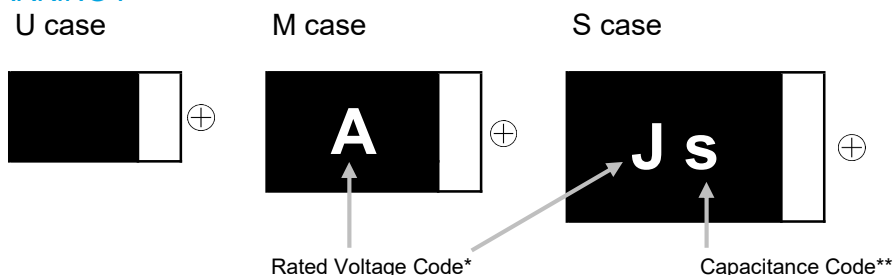 U case
M case
S case
A
J s
Rated Voltage Code*
Capacitance Code**